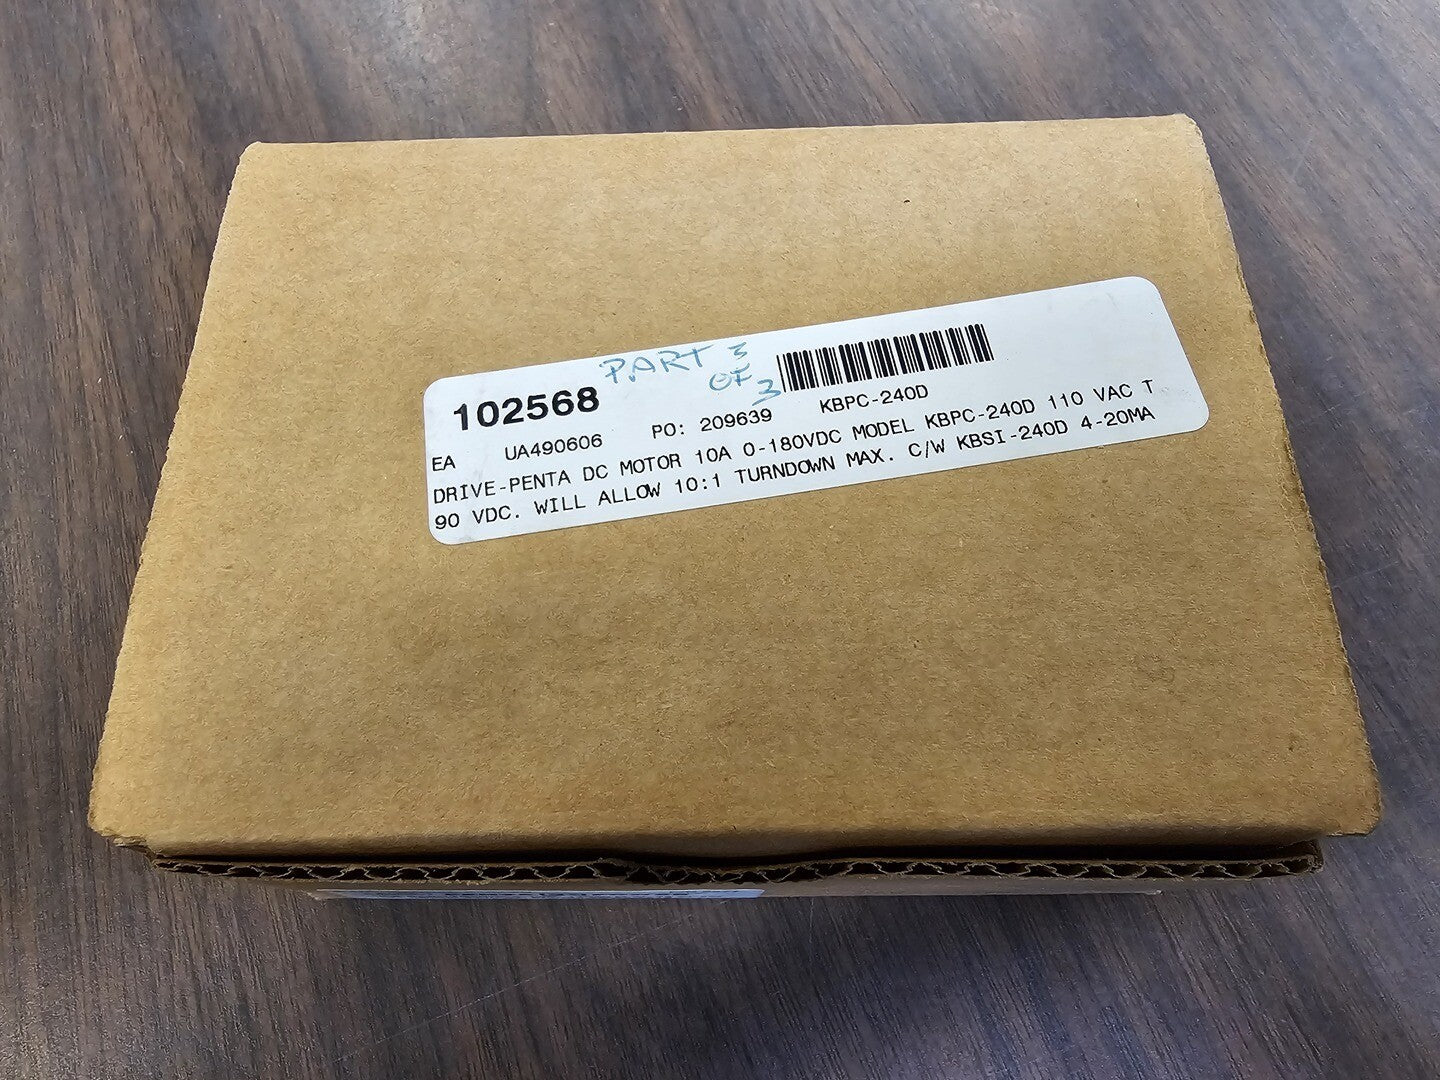 102568 PART 3
OF 3
EA UA490606 PO: 209639 KBPC-240D
DRIVE-PENTA DC MOTOR 10A 0-180VDC MODEL KBPC-240D 110 VAC T
90 VDC. WILL ALLOW 10:1 TURNDOWN MAX. C/W KBSI-240D 4-20MA